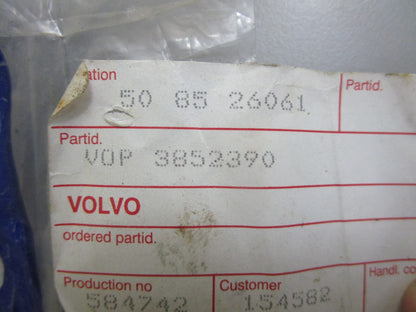 ation
50 85 26061
Partid.
Partid.
VOP 3852390
VOLVO
ordered partid.
Handl. co
Production no
Customer
584742
154582